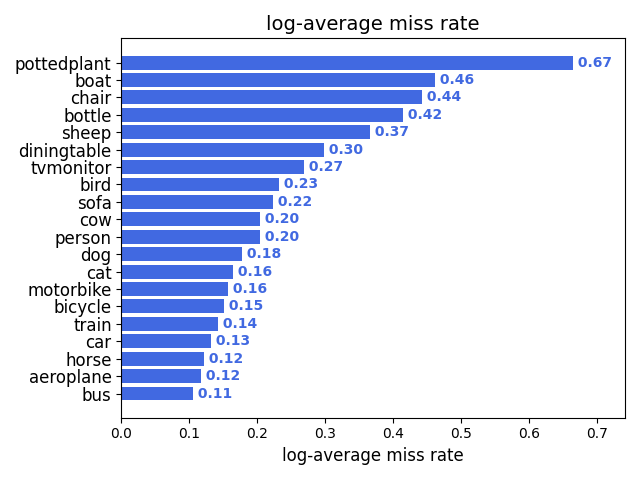 log-average miss rate
pottedplant 0.67
boat 0.46
chair 0.44
bottle 0.42
sheep 0.37
diningtable 0.30
tvmonitor 0.27
bird 0.23
sofa 0.22
cow 0.20
person 0.20
dog 0.18
cat 0.16
motorbike 0.16
bicycle 0.15
train 0.14
car 0.13
horse 0.12
aeroplane 0.12
bus 0.11
0.0 0.1 0.2 0.3 0.4 0.5 0.6 0.7
log-average miss rate